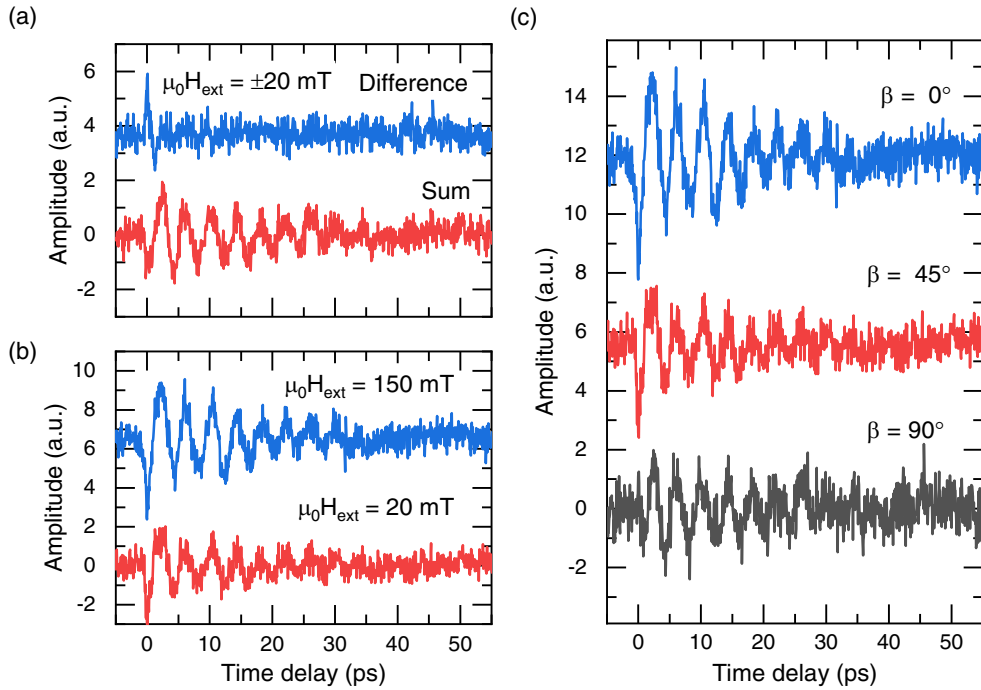 (a)
6
4
2
0
-2
Amplitude (a.u.)
μ₀Hₑₓₜ = ±20 mT
Difference
Sum
(b)
10
8
6
4
2
0
-2
Amplitude (a.u.)
μ₀Hₑₓₜ = 150 mT
μ₀Hₑₓₜ = 20 mT
0 10 20 30 40 50
Time delay (ps)
(c)
14
12
10
8
6
4
2
0
-2
Amplitude (a.u.)
β = 0°
β = 45°
β = 90°
0 10 20 30 40 50
Time delay (ps)